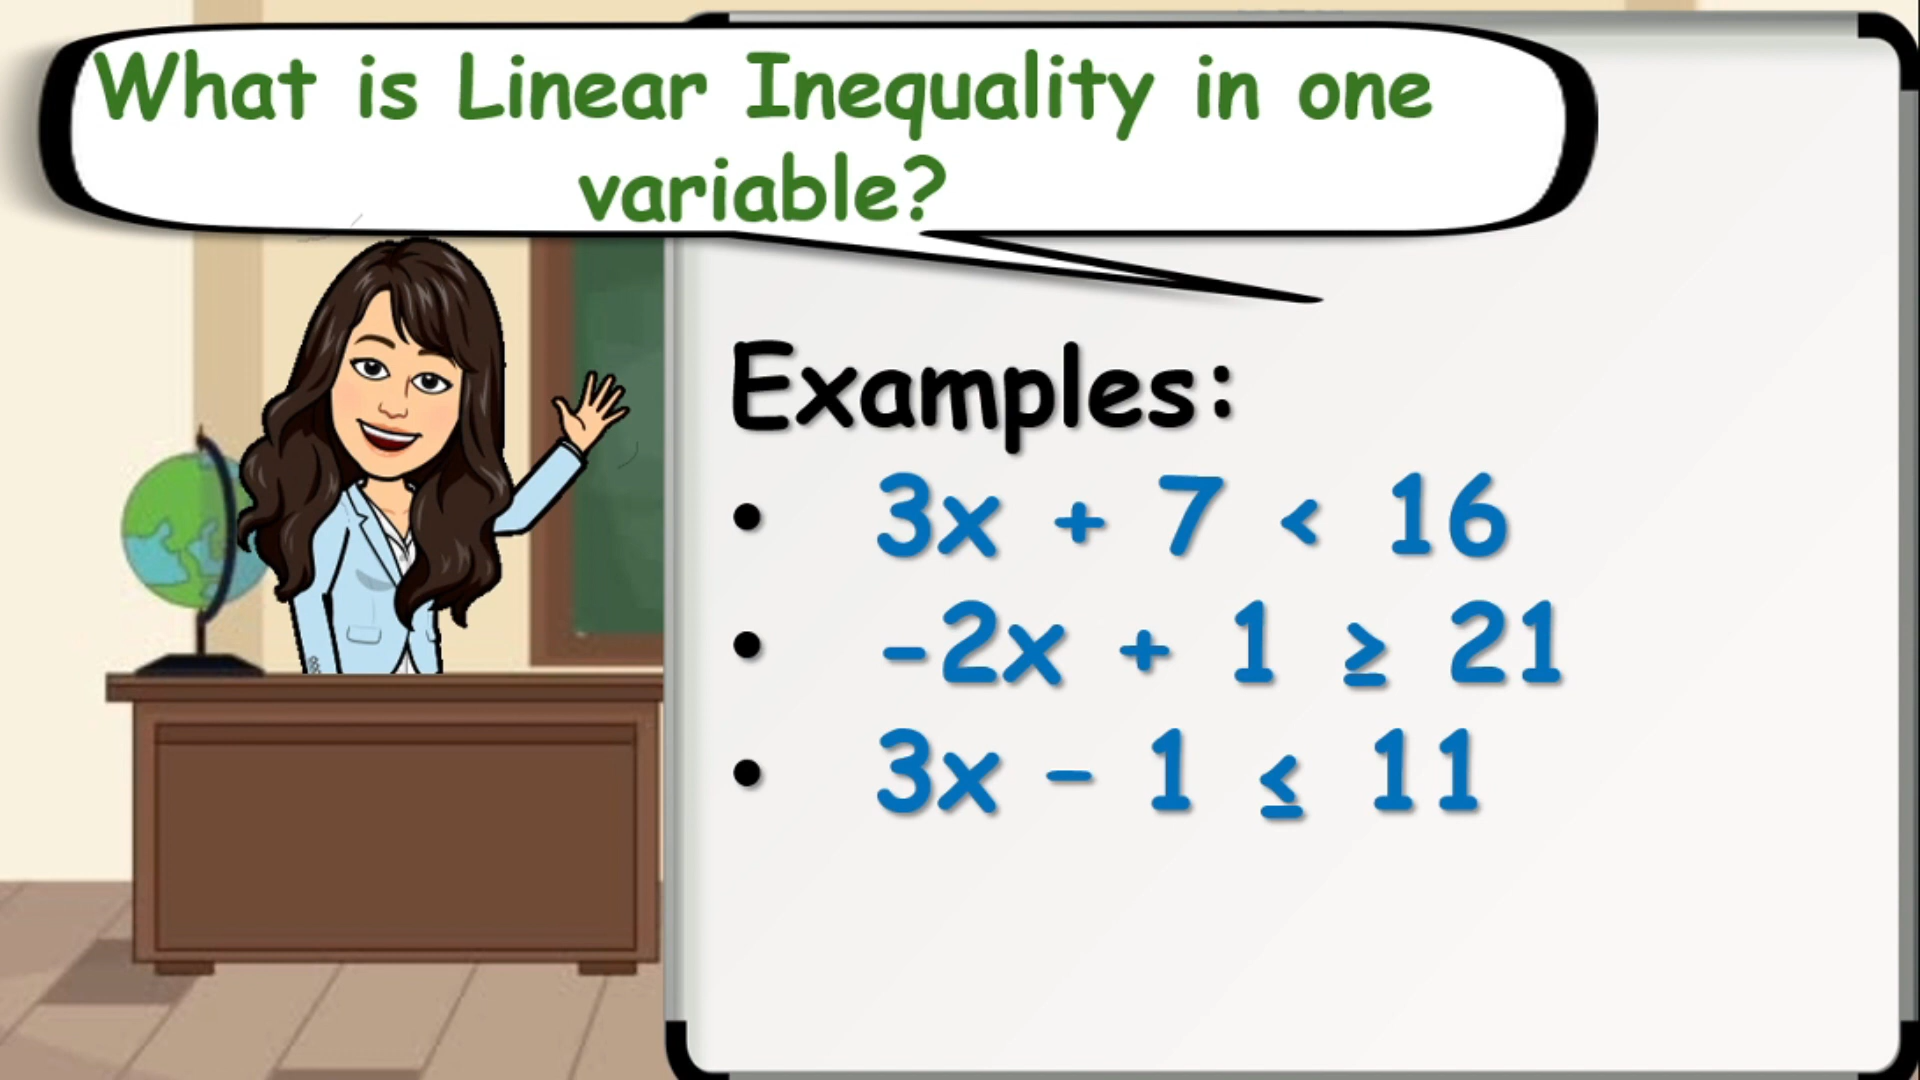 What is Linear Inequality in one
variable?
Examples:
• 3x + 7 < 16
• -2x + 1 ≥ 21
• 3x – 1 ≤ 11